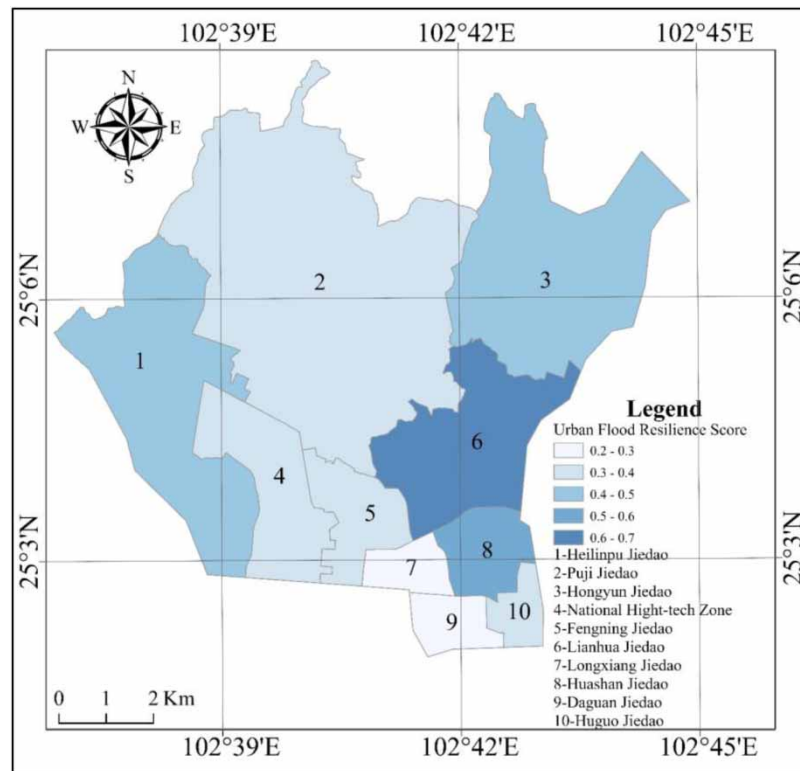 102°39'E 102°42'E 102°45'E
N
W E
S
25°6'N 25°6'N
25°3'N 25°3'N
1
2
3
4
5
6
7
8
9
10
Legend
Urban Flood Resilience Score
0.2 - 0.3
0.3 - 0.4
0.4 - 0.5
0.5 - 0.6
0.6 - 0.7
1-Heilinpu Jiedao
2-Puji Jiedao
3-Hongyun Jiedao
4-National Hight-tech Zone
5-Fengning Jiedao
6-Lianhua Jiedao
7-Longxiang Jiedao
8-Huashan Jiedao
9-Daguan Jiedao
10-Huguo Jiedao
0 1 2 Km
102°39'E 102°42'E 102°45'E